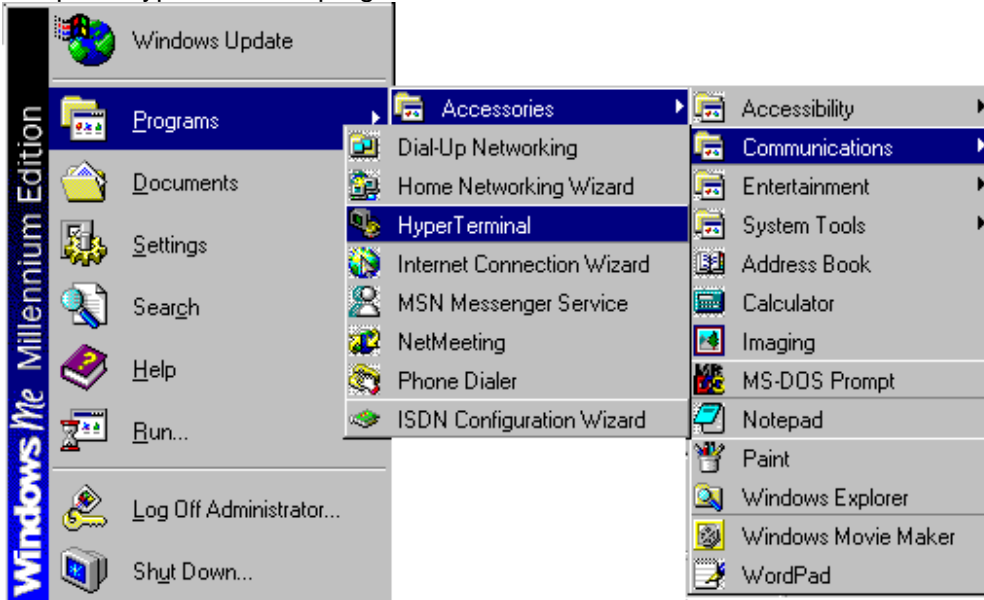 Windows Me Millennium Edition
Windows Update
Programs
Documents
Settings
Search
Help
Run...
Log Off Administrator...
Shut Down...
Accessories
Dial-Up Networking
Home Networking Wizard
HyperTerminal
Internet Connection Wizard
MSN Messenger Service
NetMeeting
Phone Dialer
ISDN Configuration Wizard
Accessibility
Communications
Entertainment
System Tools
Address Book
Calculator
Imaging
MS-DOS Prompt
Notepad
Paint
Windows Explorer
Windows Movie Maker
WordPad